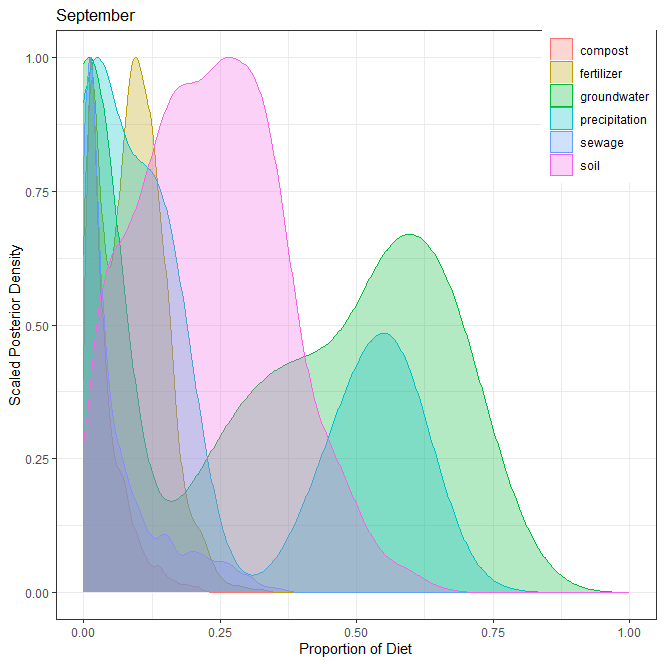 September
compost
fertilizer
groundwater
precipitation
sewage
soil
Scaled Posterior Density
1.00
0.75
0.50
0.25
0.00
0.00 0.25 0.50 0.75 1.00
Proportion of Diet